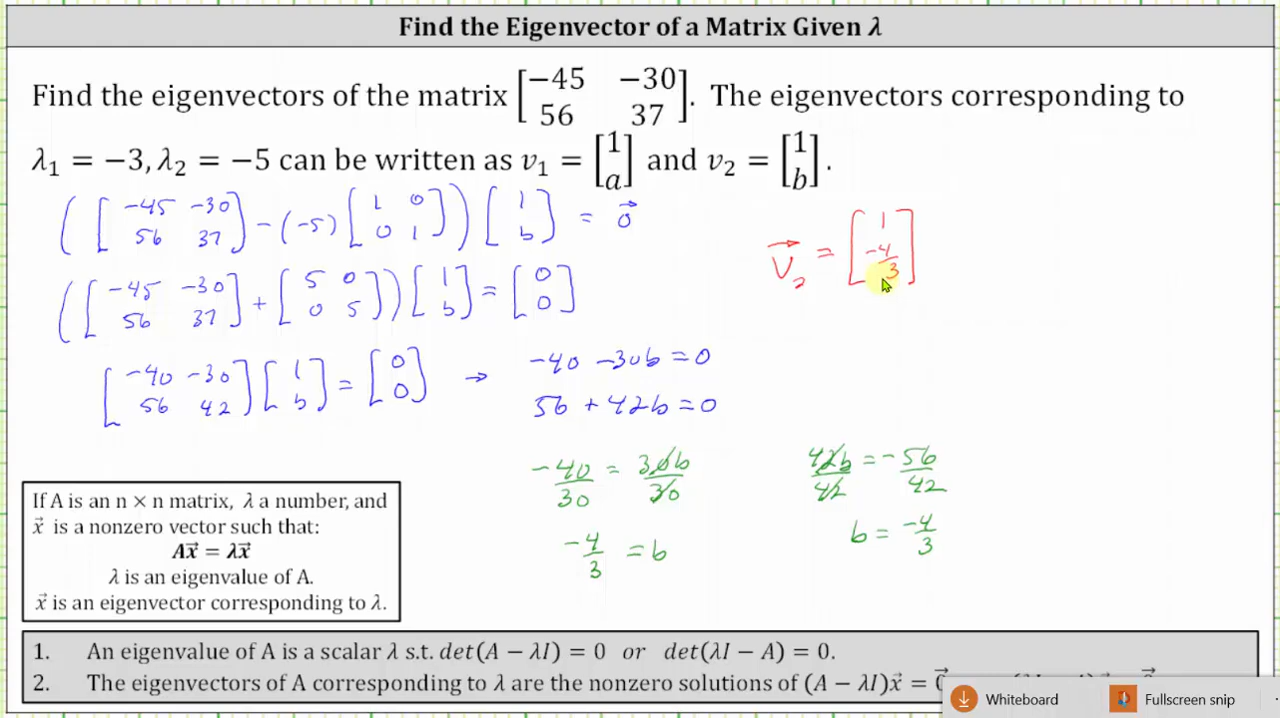 Find the Eigenvector of a Matrix Given λ
Find the eigenvectors of the matrix [−45 −30; 56 37]. The eigenvectors corresponding to
λ₁ = −3, λ₂ = −5 can be written as v₁ = [1; a] and v₂ = [1; b].
([−45 −30; 56 37] − (−5) [1 0; 0 1]) [1; b] = 0⃗
V⃗₂ = [1; −4/3]
([−45 −30; 56 37] + [5 0; 0 5]) [1; b] = [0; 0]
[−40 −30; 56 42] [1; b] = [0; 0] →
−40 −30b = 0
56 + 42b = 0
−40/30 = 30b/30
−4/3 = b
42b/42 = −56/42
b = −4/3
If A is an n × n matrix, λ a number, and
x⃗ is a nonzero vector such that:
Ax⃗ = λx⃗
λ is an eigenvalue of A.
x⃗ is an eigenvector corresponding to λ.
1. An eigenvalue of A is a scalar λ s.t. det(A − λI) = 0 or det(λI − A) = 0.
2. The eigenvectors of A corresponding to λ are the nonzero solutions of (A − λI)x⃗ =
Whiteboard
Fullscreen snip